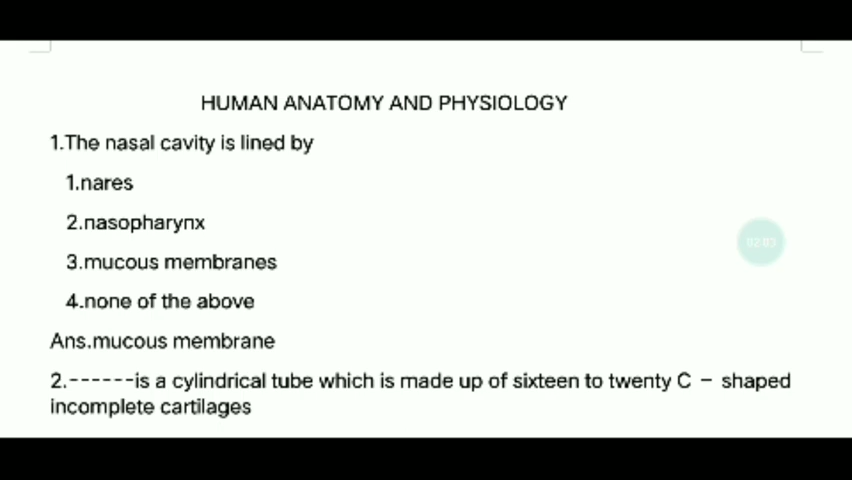 HUMAN ANATOMY AND PHYSIOLOGY
1.The nasal cavity is lined by
1.nares
2.nasopharynx
3.mucous membranes
4.none of the above
Ans.mucous membrane
2.------is a cylindrical tube which is made up of sixteen to twenty C - shaped
incomplete cartilages
02:03